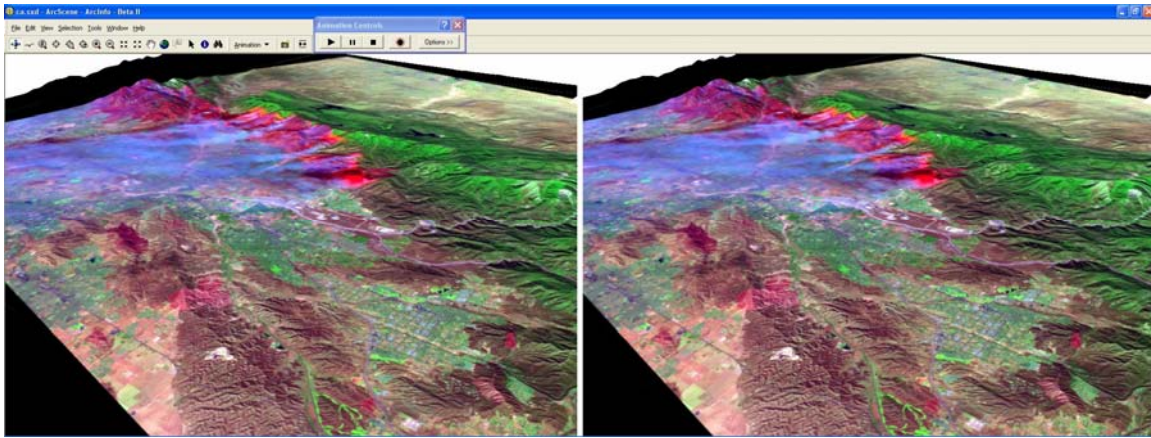 ca.sxd - ArcScene - ArcInfo - Beta II
File Edit View Selection Tools Window Help
Animation
Animation Controls
Options >>